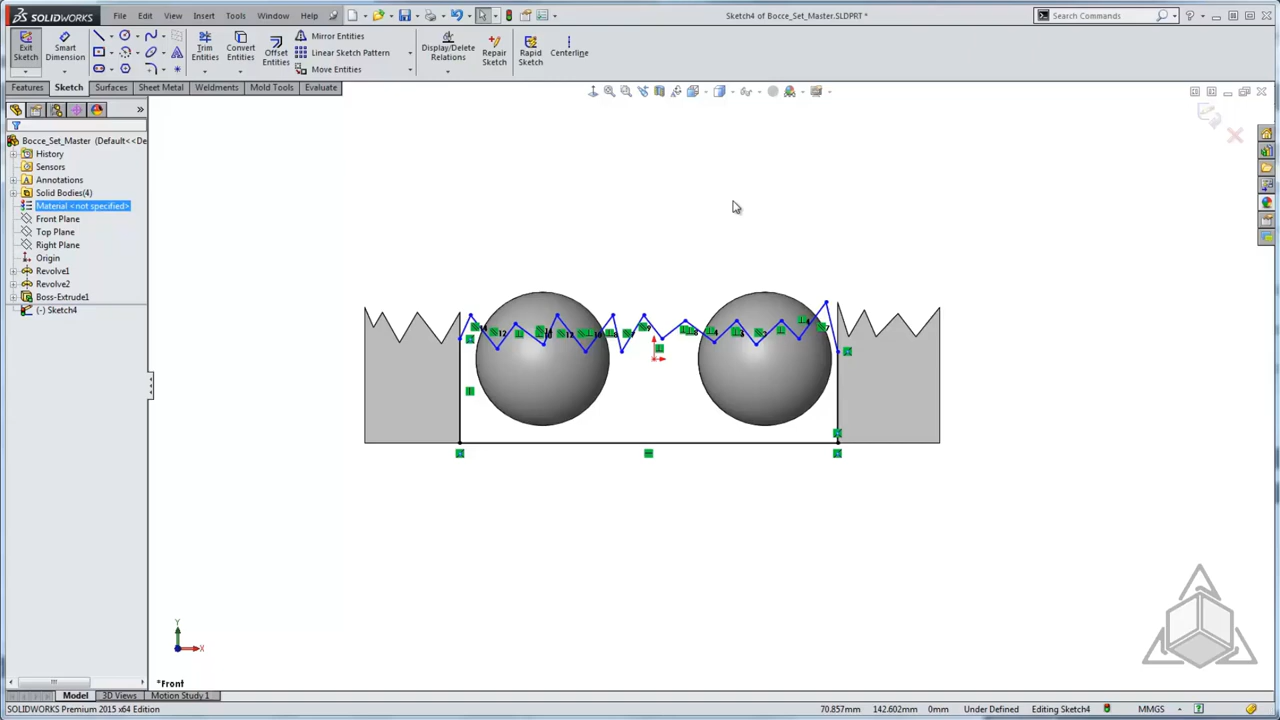 SOLIDWORKS File Edit View Insert Tools Window Help Sketch4 of Bocce_Set_Master.SLDPRT * Search Commands
Exit Sketch Smart Dimension Trim Entities Convert Entities Offset Entities Mirror Entities Linear Sketch Pattern Move Entities Display/Delete Relations Repair Sketch Rapid Sketch Centerline
Features Sketch Surfaces Sheet Metal Weldments Mold Tools Evaluate
Bocce_Set_Master (Default<<De
History
Sensors
Annotations
Solid Bodies(4)
Material <not specified>
Front Plane
Top Plane
Right Plane
Origin
Revolve1
Revolve2
Boss-Extrude1
(-) Sketch4
Y
X
*Front
Model 3D Views Motion Study 1
SOLIDWORKS Premium 2015 x64 Edition 70.857mm 142.602mm 0mm Under Defined Editing Sketch4 MMGS